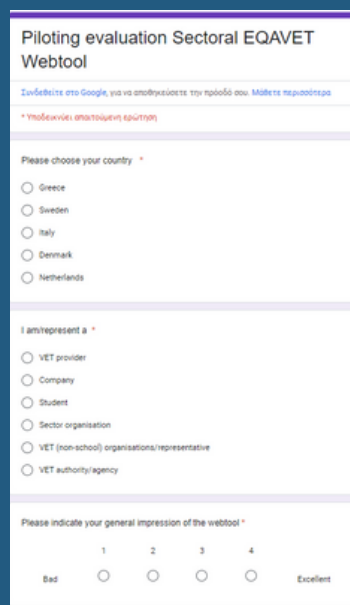 Piloting evaluation Sectoral EQAVET
Webtool
Συνδεθείτε στο Google, για να αποθηκεύσετε την πρόοδό σου. Μάθετε περισσότερα
* Υποδεικνύει απαιτούμενη ερώτηση
Please choose your country *
Greece
Sweden
Italy
Denmark
Netherlands
I am/represent a *
VET provider
Company
Student
Sector organisation
VET (non-school) organisations/representative
VET authority/agency
Please indicate your general impression of the webtool *
1 2 3 4
Bad Excellent